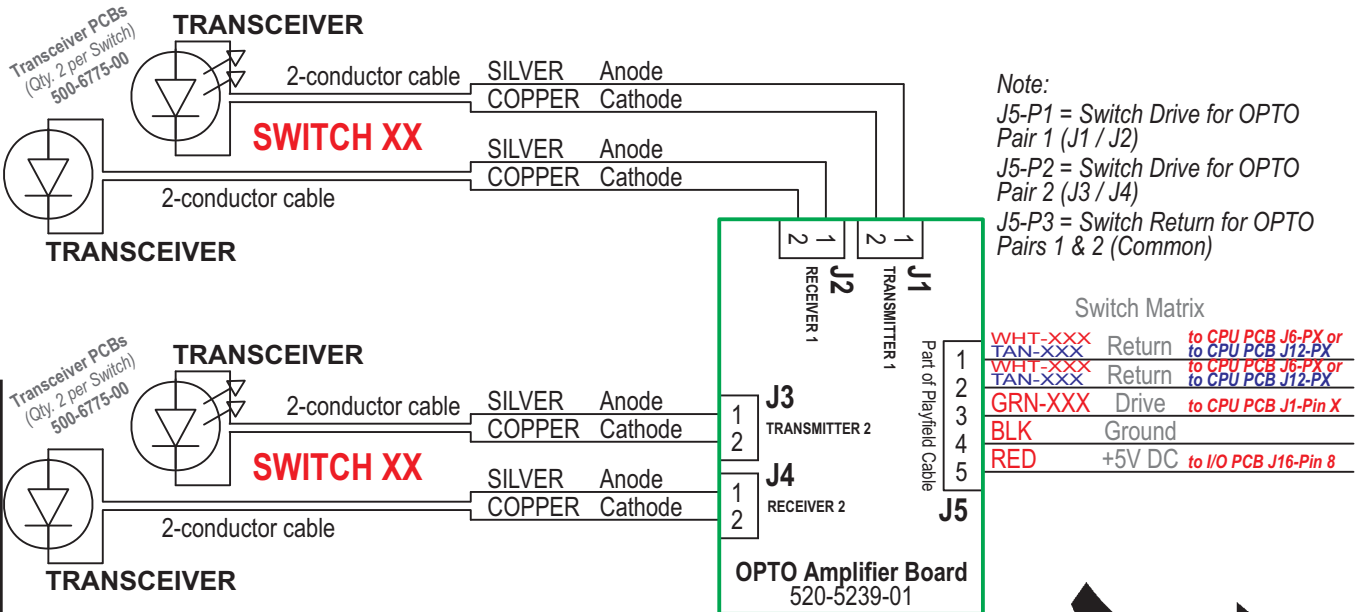 Transceiver PCBs
(Qty. 2 per Switch)
500-6775-00
TRANSCEIVER
2-conductor cable
SILVER Anode
COPPER Cathode
SWITCH XX
SILVER Anode
COPPER Cathode
2-conductor cable
TRANSCEIVER
Note:
J5-P1 = Switch Drive for OPTO
Pair 1 (J1 / J2)
J5-P2 = Switch Drive for OPTO
Pair 2 (J3 / J4)
J5-P3 = Switch Return for OPTO
Pairs 1 & 2 (Common)
2 1
J2
RECEIVER 1
2 1
J1
TRANSMITTER 1
Transceiver PCBs
(Qty. 2 per Switch)
500-6775-00
TRANSCEIVER
2-conductor cable
SILVER Anode
COPPER Cathode
SWITCH XX
SILVER Anode
COPPER Cathode
2-conductor cable
TRANSCEIVER
1
2
J3
TRANSMITTER 2
1
2
J4
RECEIVER 2
Part of Playfield Cable
1
2
3
4
5
J5
OPTO Amplifier Board
520-5239-01
Switch Matrix
WHT-XXX Return to CPU PCB J6-PX or
TAN-XXX to CPU PCB J12-PX
WHT-XXX Return to CPU PCB J6-PX or
TAN-XXX to CPU PCB J12-PX
GRN-XXX Drive to CPU PCB J1-Pin X
BLK Ground
RED +5V DC to I/O PCB J16-Pin 8